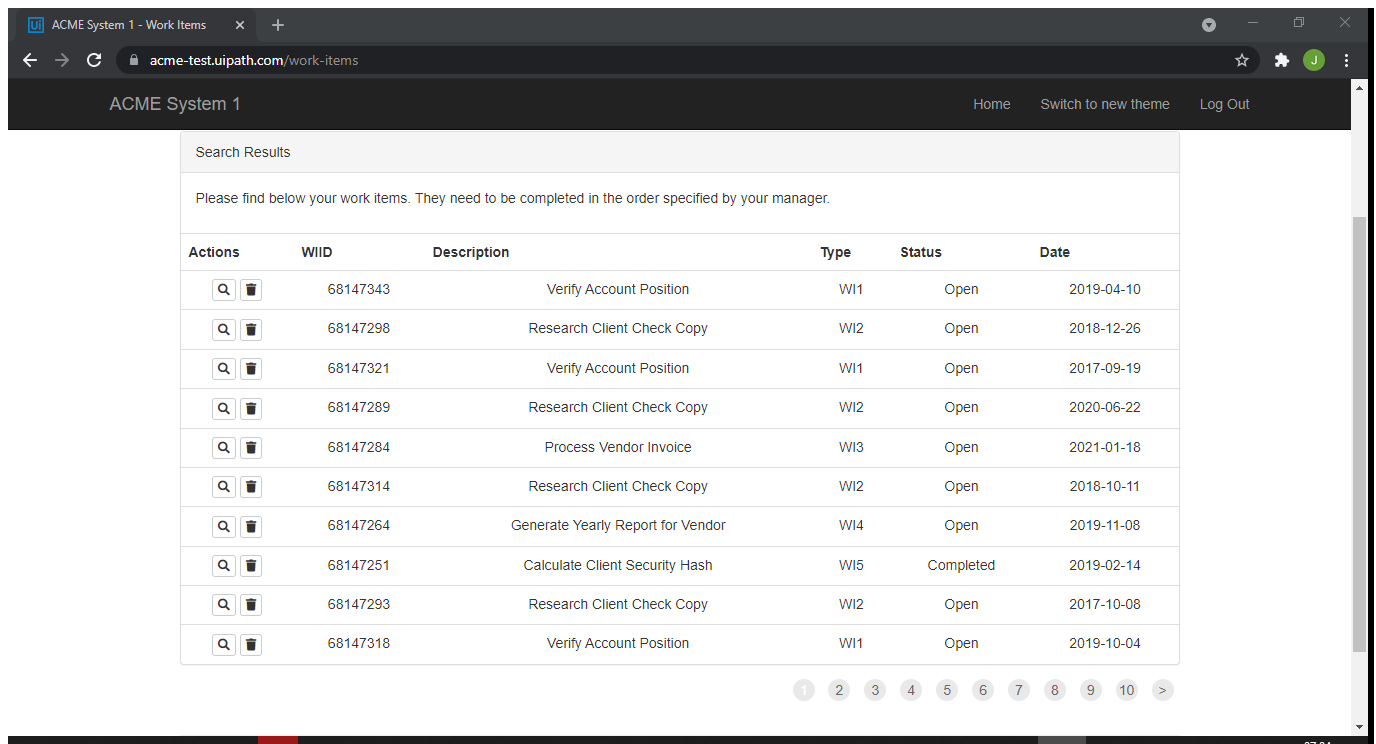 Ui ACME System 1 - Work Items
acme-test.uipath.com/work-items J
ACME System 1 Home Switch to new theme Log Out
Search Results
Please find below your work items. They need to be completed in the order specified by your manager.
Actions WIID Description Type Status Date
68147343 Verify Account Position WI1 Open 2019-04-10
68147298 Research Client Check Copy WI2 Open 2018-12-26
68147321 Verify Account Position WI1 Open 2017-09-19
68147289 Research Client Check Copy WI2 Open 2020-06-22
68147284 Process Vendor Invoice WI3 Open 2021-01-18
68147314 Research Client Check Copy WI2 Open 2018-10-11
68147264 Generate Yearly Report for Vendor WI4 Open 2019-11-08
68147251 Calculate Client Security Hash WI5 Completed 2019-02-14
68147293 Research Client Check Copy WI2 Open 2017-10-08
68147318 Verify Account Position WI1 Open 2019-10-04
1 2 3 4 5 6 7 8 9 10 >